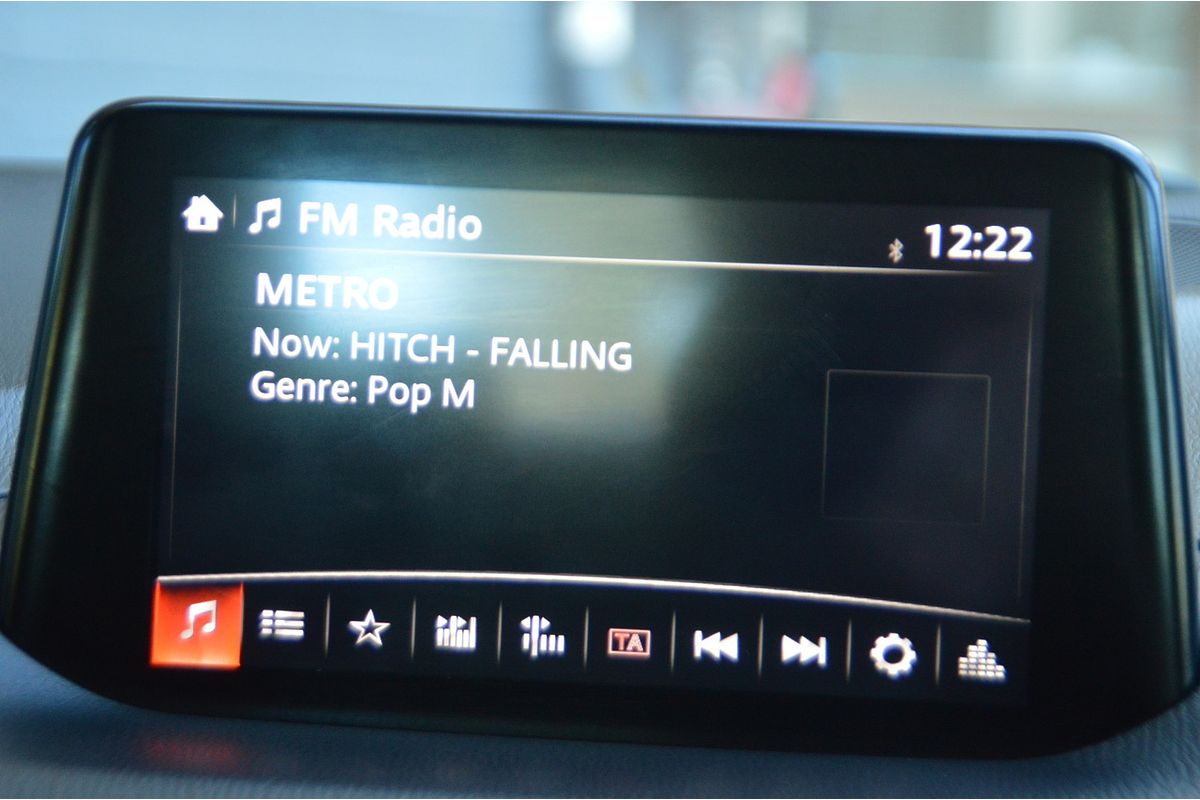 FM Radio
12:22
METRO
Now: HITCH - FALLING
Genre: Pop M
TA